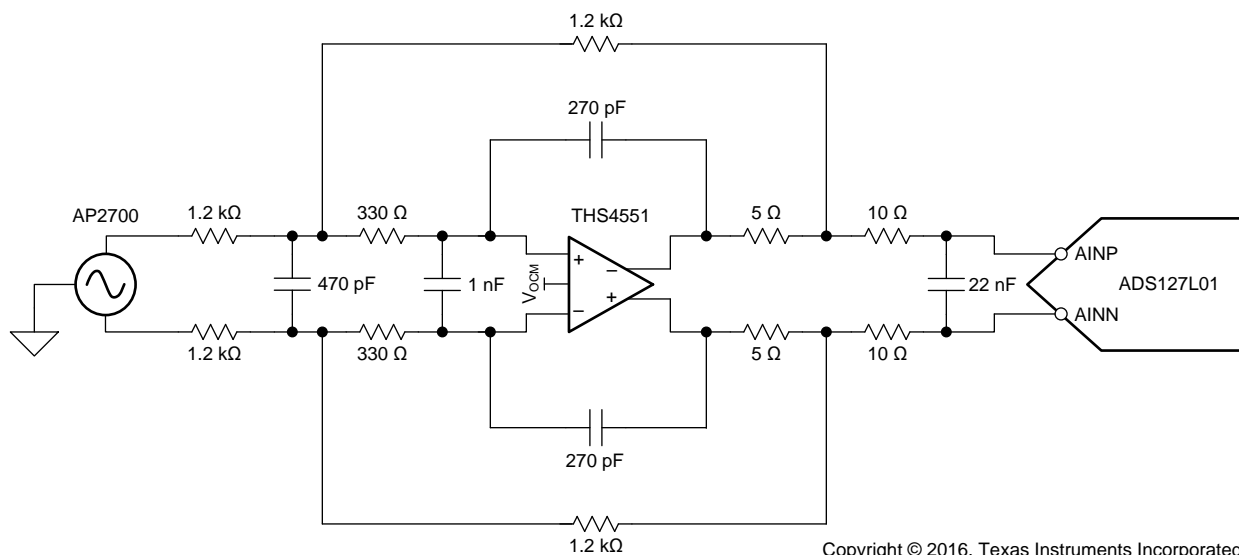 1.2 kΩ
270 pF
AP2700
1.2 kΩ
330 Ω
THS4551
5 Ω
10 Ω
470 pF
1 nF
VOCM
+
−
−
+
22 nF
AINP
ADS127L01
AINN
1.2 kΩ
330 Ω
5 Ω
10 Ω
270 pF
1.2 kΩ
Copyright © 2016, Texas Instruments Incorporated